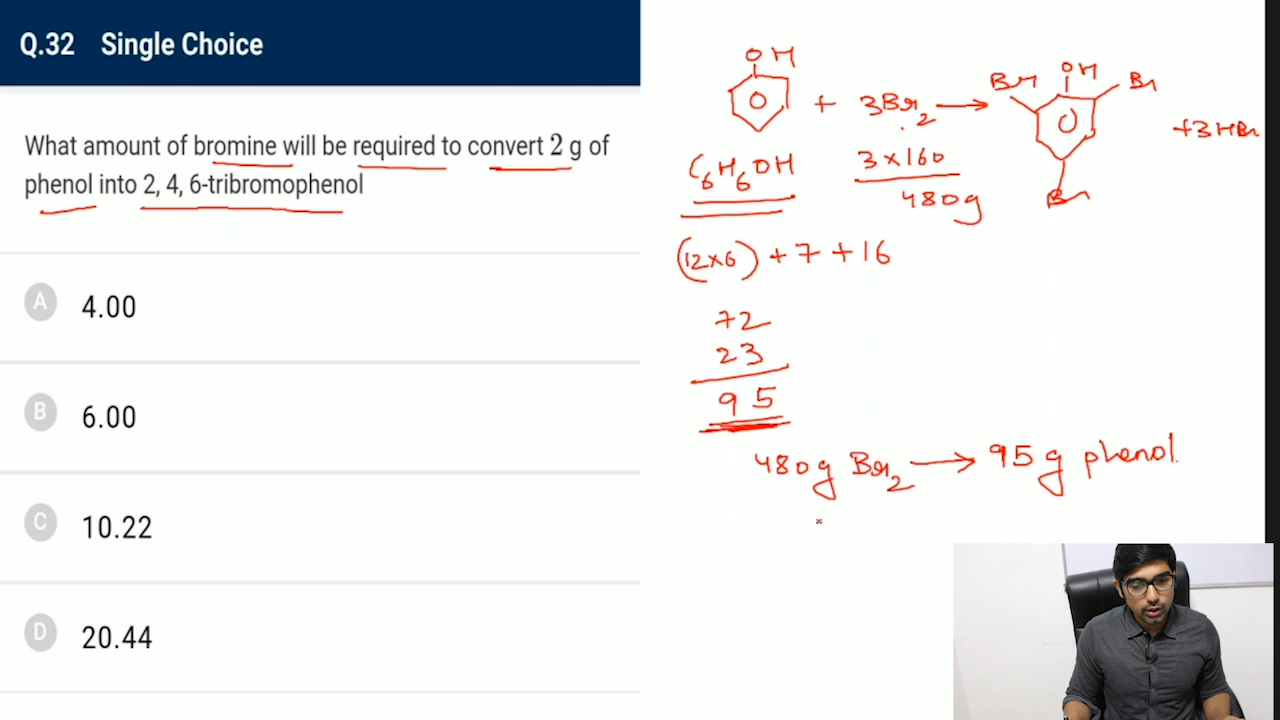 Q.32 Single Choice
What amount of bromine will be required to convert 2 g of
phenol into 2, 4, 6-tribromophenol
A 4.00
B 6.00
C 10.22
D 20.44
OH
+ 3Br₂ ⟶
Br OH Br
Br
+3HBr
C₆H₆OH
3×160
480g
(12×6) + 7 + 16
72
23
95
480g Br₂ ⟶ 95g phenol.